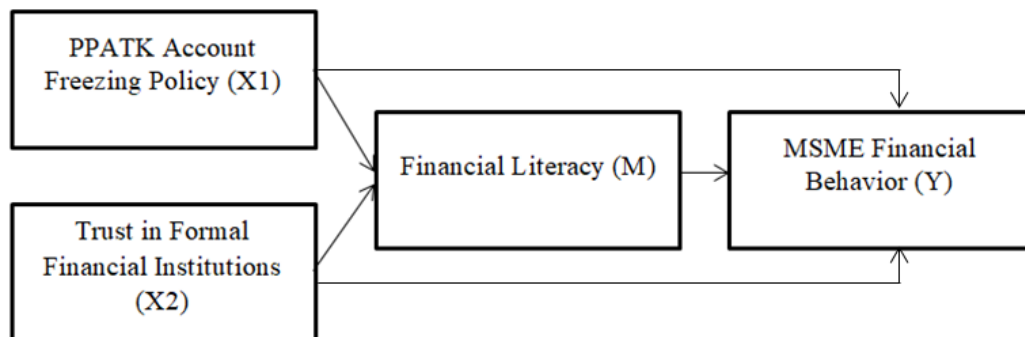 PPATK Account
Freezing Policy (X1)
Financial Literacy (M)
MSME Financial
Behavior (Y)
Trust in Formal
Financial Institutions
(X2)